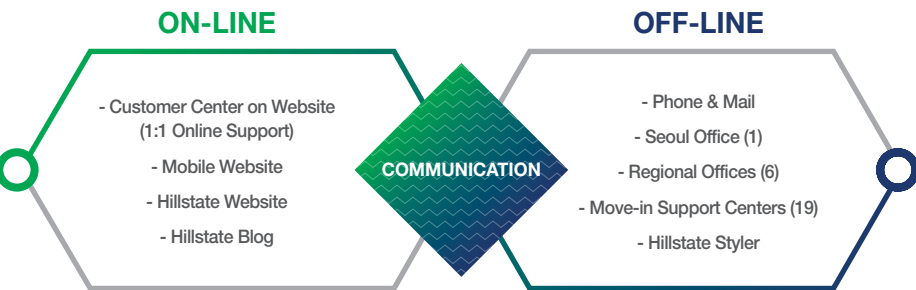 ON-LINE
- Customer Center on Website
(1:1 Online Support)
- Mobile Website
- Hillstate Website
- Hillstate Blog
COMMUNICATION
OFF-LINE
- Phone & Mail
- Seoul Office (1)
- Regional Offices (6)
- Move-in Support Centers (19)
- Hillstate Styler